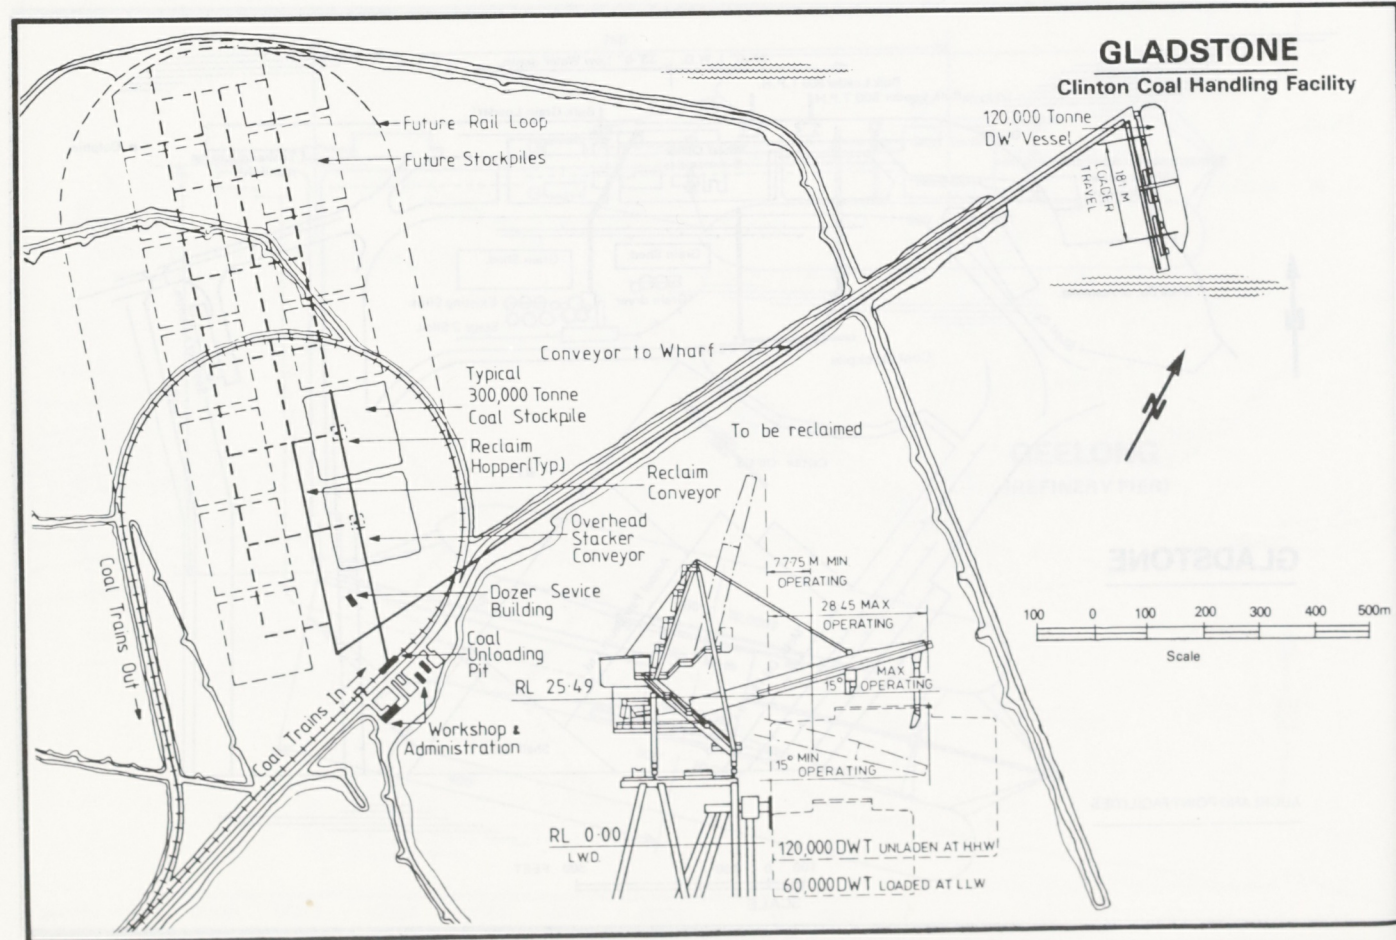 GLADSTONE
Clinton Coal Handling Facility
120,000 Tonne
DW Vessel
181 M
LOADER
TRAVEL
Future Rail Loop
Future Stockpiles
Conveyor to Wharf
Typical
300,000 Tonne
Coal Stockpile
Reclaim
Hopper(Typ)
To be reclaimed
Reclaim
Conveyor
Overhead
Stacker
Conveyor
N
Dozer Sevice
Building
Coal
Unloading
Pit
Coal Trains Out
Coal Trains In
Workshop &
Administration
7.775 M MIN
OPERATING
28.45 MAX
OPERATING
RL 25·49
15° MAX
OPERATING
15° MIN
OPERATING
RL 0·00
LWD.
120,000 DWT UNLADEN AT HHW
60,000 DWT LOADED AT LLW
100 0 100 200 300 400 500m
Scale